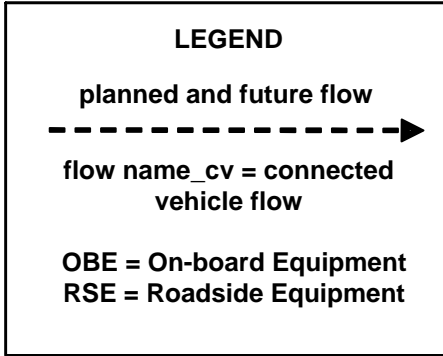 LEGEND
planned and future flow
flow name_cv = connected
vehicle flow
OBE = On-board Equipment
RSE = Roadside Equipment